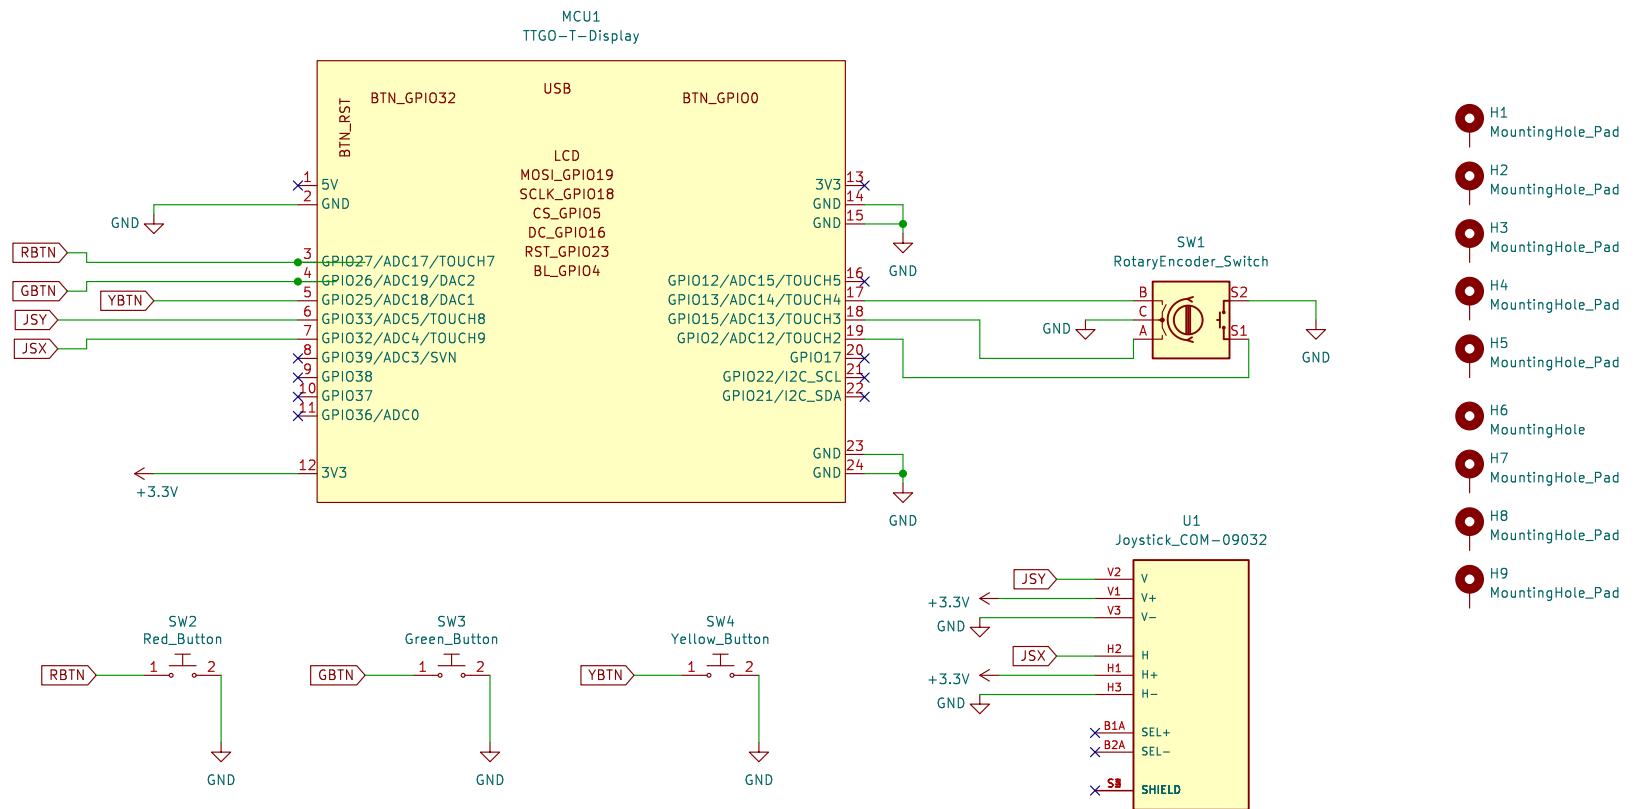 MCU1
TTGO-T-Display
USB
BTN_GPIO32
BTN_GPIO0
BTN_RST
LCD
MOSI_GPIO19
SCLK_GPIO18
CS_GPIO5
DC_GPIO16
RST_GPIO23
BL_GPIO4
1 5V
2 GND
3 GPIO27/ADC17/TOUCH7
4 GPIO26/ADC19/DAC2
5 GPIO25/ADC18/DAC1
6 GPIO33/ADC5/TOUCH8
7 GPIO32/ADC4/TOUCH9
8 GPIO39/ADC3/SVN
9 GPIO38
10 GPIO37
11 GPIO36/ADC0
12 3V3
3V3 13
GND 14
GND 15
GPIO12/ADC15/TOUCH5 16
GPIO13/ADC14/TOUCH4 17
GPIO15/ADC13/TOUCH3 18
GPIO2/ADC12/TOUCH2 19
GPIO17 20
GPIO22/I2C_SCL 21
GPIO21/I2C_SDA 22
GND 23
GND 24
GND
RBTN
GBTN
YBTN
JSY
JSX
+3.3V
GND
GND
SW1
RotaryEncoder_Switch
B
C
A
S2
S1
GND
GND
H1
MountingHole_Pad
H2
MountingHole_Pad
H3
MountingHole_Pad
H4
MountingHole_Pad
H5
MountingHole_Pad
H6
MountingHole
H7
MountingHole_Pad
H8
MountingHole_Pad
H9
MountingHole_Pad
SW2
Red_Button
RBTN
1 2
GND
SW3
Green_Button
GBTN
1 2
GND
SW4
Yellow_Button
YBTN
1 2
GND
U1
Joystick_COM-09032
JSY
V2 V
+3.3V
V1 V+
GND
V3 V-
JSX
H2 H
+3.3V
H1 H+
GND
H3 H-
B1A SEL+
B2A SEL-
SHIELD